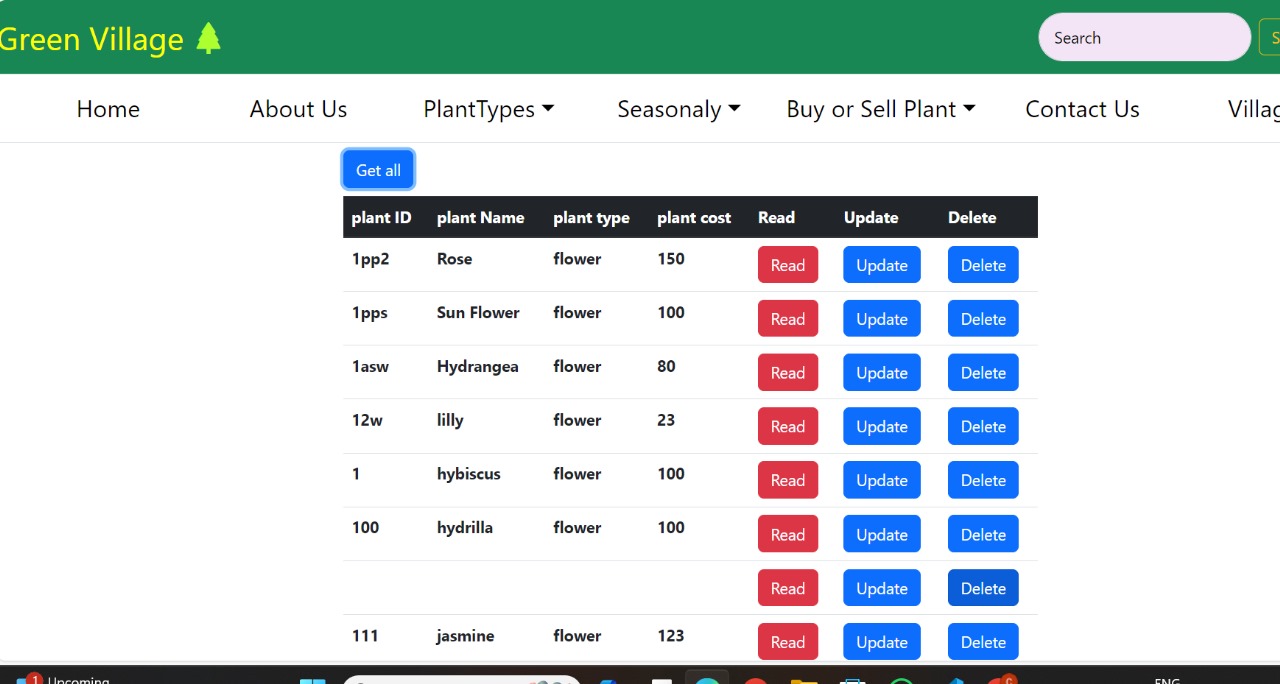 Green Village
Search
S
Home About Us PlantTypes Seasonaly Buy or Sell Plant Contact Us Villag
Get all
plant ID plant Name plant type plant cost Read Update Delete
1pp2 Rose flower 150 Read Update Delete
1pps Sun Flower flower 100 Read Update Delete
1asw Hydrangea flower 80 Read Update Delete
12w lilly flower 23 Read Update Delete
1 hybiscus flower 100 Read Update Delete
100 hydrilla flower 100 Read Update Delete
Read Update Delete
111 jasmine flower 123 Read Update Delete
1 Upcoming
ENG